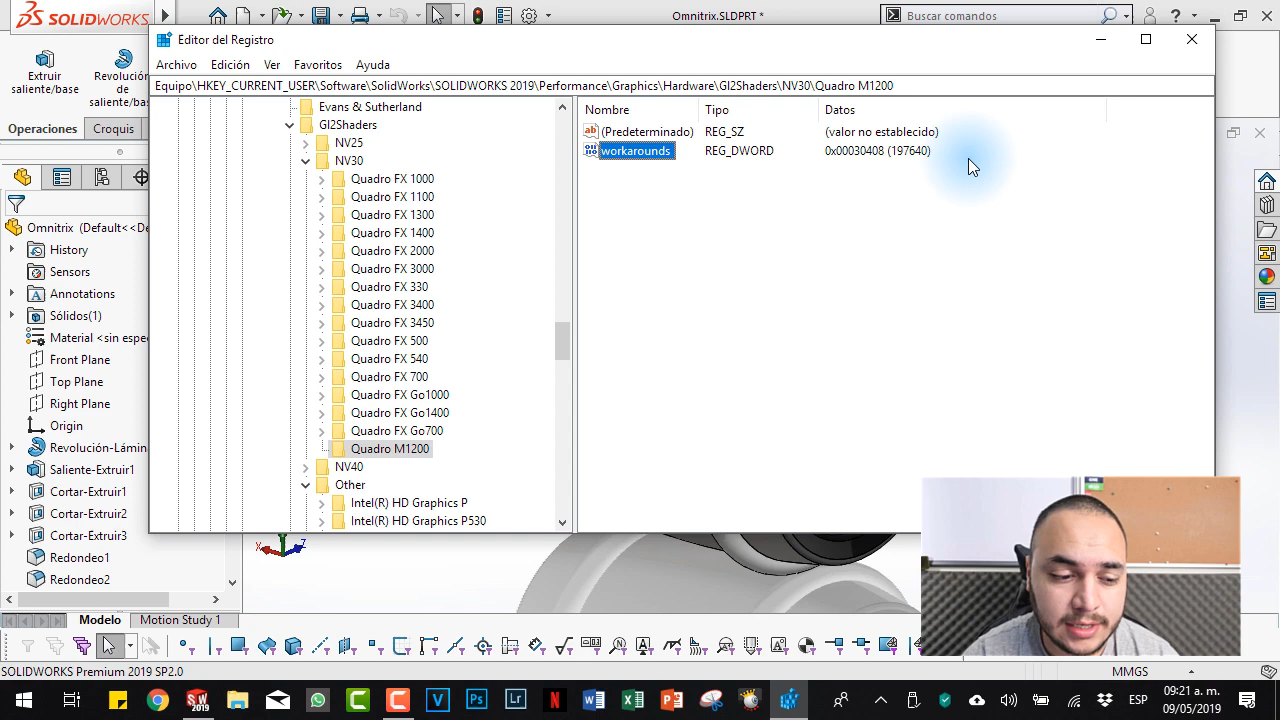 SOLIDWORKS
Omnitrix.SLDPRT *
Buscar comandos
Extruir
saliente/base
Revolución
de
saliente/base
Operaciones
Croquis
Omnitrix (Default<<De
History
Sensors
Annotations
Sólidos(1)
Material <sin espe
Front Plane
Top Plane
Right Plane
Origin
Revolución-Lámin
Saliente-Extruir1
Cortar-Extruir1
Cortar-Extruir2
Cortar-Extruir3
Redondeo1
Redondeo2
Editor del Registro
Archivo Edición Ver Favoritos Ayuda
Equipo\HKEY_CURRENT_USER\Software\SolidWorks\SOLIDWORKS 2019\Performance\Graphics\Hardware\Gl2Shaders\NV30\Quadro M1200
Evans & Sutherland
Gl2Shaders
NV25
NV30
Quadro FX 1000
Quadro FX 1100
Quadro FX 1300
Quadro FX 1400
Quadro FX 2000
Quadro FX 3000
Quadro FX 330
Quadro FX 3400
Quadro FX 3450
Quadro FX 500
Quadro FX 540
Quadro FX 700
Quadro FX Go1000
Quadro FX Go1400
Quadro FX Go700
Quadro M1200
NV40
Other
Intel(R) HD Graphics P
Intel(R) HD Graphics P530
Nombre Tipo Datos
(Predeterminado) REG_SZ (valor no establecido)
workarounds REG_DWORD 0x00030408 (197640)
X Z
Modelo Motion Study 1
SOLIDWORKS Premium 2019 SP2.0
MMGS
ESP
09:21 a. m.
09/05/2019